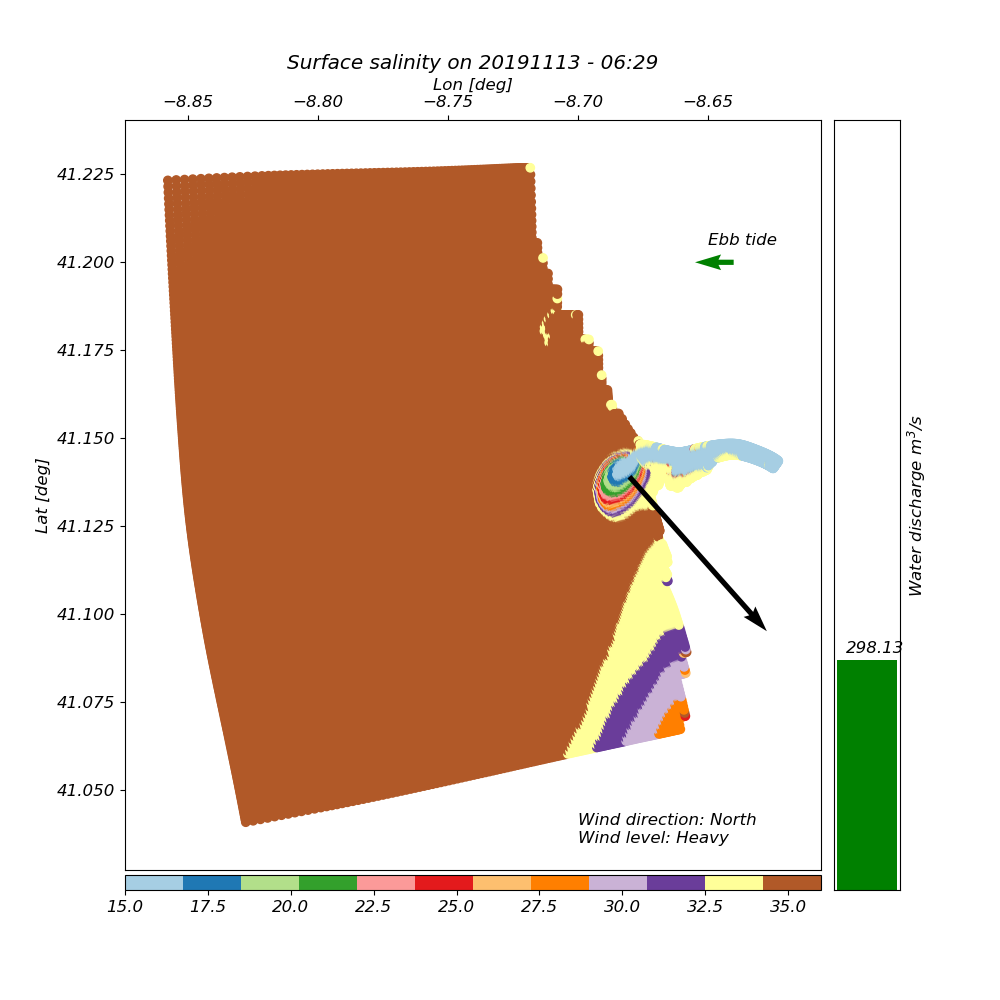 Surface salinity on 20191113 - 06:29
Lon [deg]
−8.85 −8.80 −8.75 −8.70 −8.65
41.225
41.200
41.175
41.150
41.125
41.100
41.075
41.050
Lat [deg]
Ebb tide
Wind direction: North
Wind level: Heavy
15.0 17.5 20.0 22.5 25.0 27.5 30.0 32.5 35.0
298.13
Water discharge m³/s